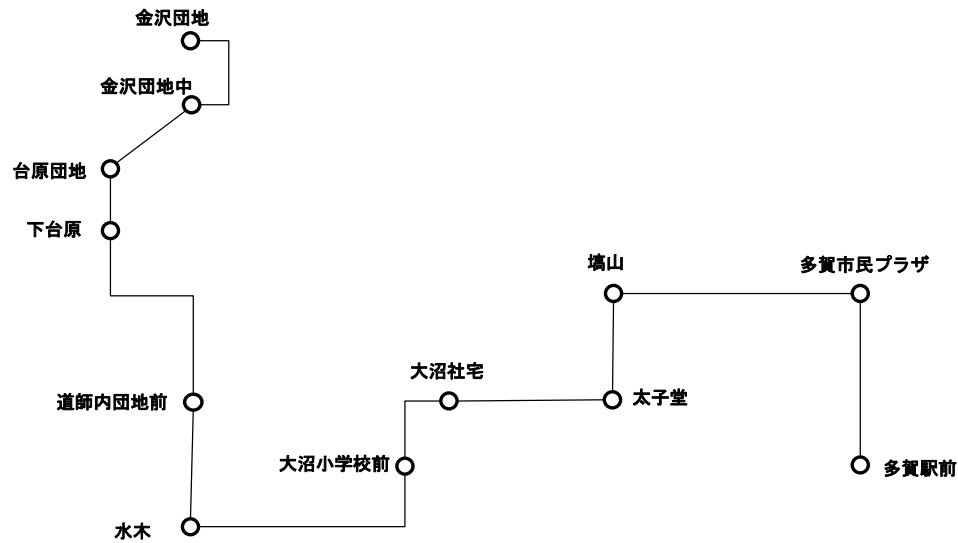 金沢団地
金沢団地中
台原団地
下台原
塙山
多賀市民プラザ
大沼社宅
太子堂
道師内団地前
大沼小学校前
多賀駅前
水木